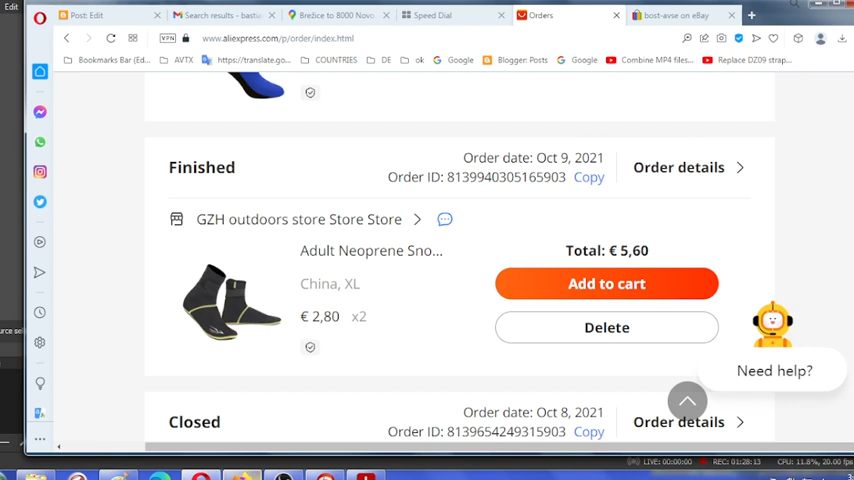 Edit
Post: Edit
Search results - bastie
Brežice to 8000 Novo
Speed Dial
Orders
bost-avse on eBay
VPN
www.aliexpress.com/p/order/index.html
Bookmarks Bar (Ed...
AVTX
https://translate.go...
COUNTRIES
DE
ok
Google
Blogger: Posts
Google
Combine MP4 files...
Replace DZ09 strap...
Finished
Order date: Oct 9, 2021
Order ID: 8139940305165903 Copy
Order details
GZH outdoors store Store Store
Adult Neoprene Sno...
China, XL
€ 2,80 x2
Total: € 5,60
Add to cart
Delete
Need help?
Closed
Order date: Oct 8, 2021
Order ID: 8139654249315903 Copy
Order details
LIVE: 00:00:00
REC: 01:28:13
CPU: 11.8%, 20.00 fps